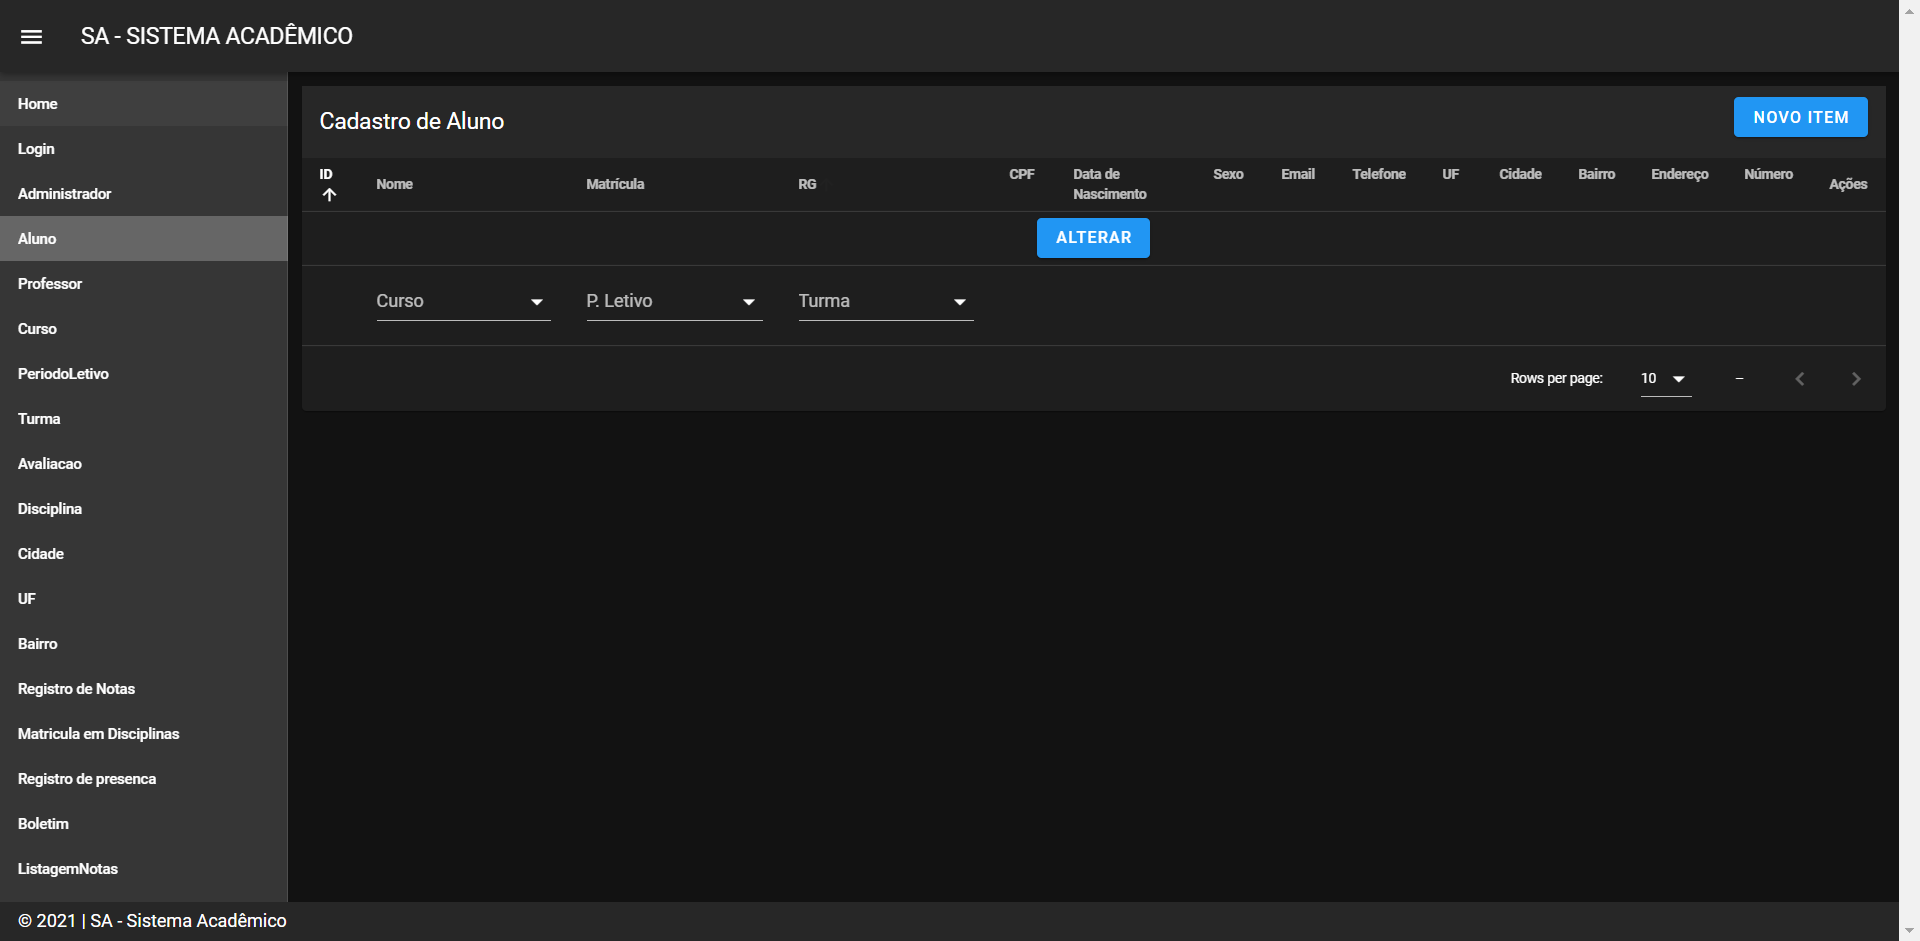 SA - SISTEMA ACADÊMICO
Home
Login
Administrador
Aluno
Professor
Curso
PeriodoLetivo
Turma
Avaliacao
Disciplina
Cidade
UF
Bairro
Registro de Notas
Matricula em Disciplinas
Registro de presenca
Boletim
ListagemNotas
Cadastro de Aluno
NOVO ITEM
ID Nome Matrícula RG CPF Data de Nascimento Sexo Email Telefone UF Cidade Bairro Endereço Número Ações
ALTERAR
Curso P. Letivo Turma
Rows per page: 10 –
© 2021 | SA - Sistema Acadêmico